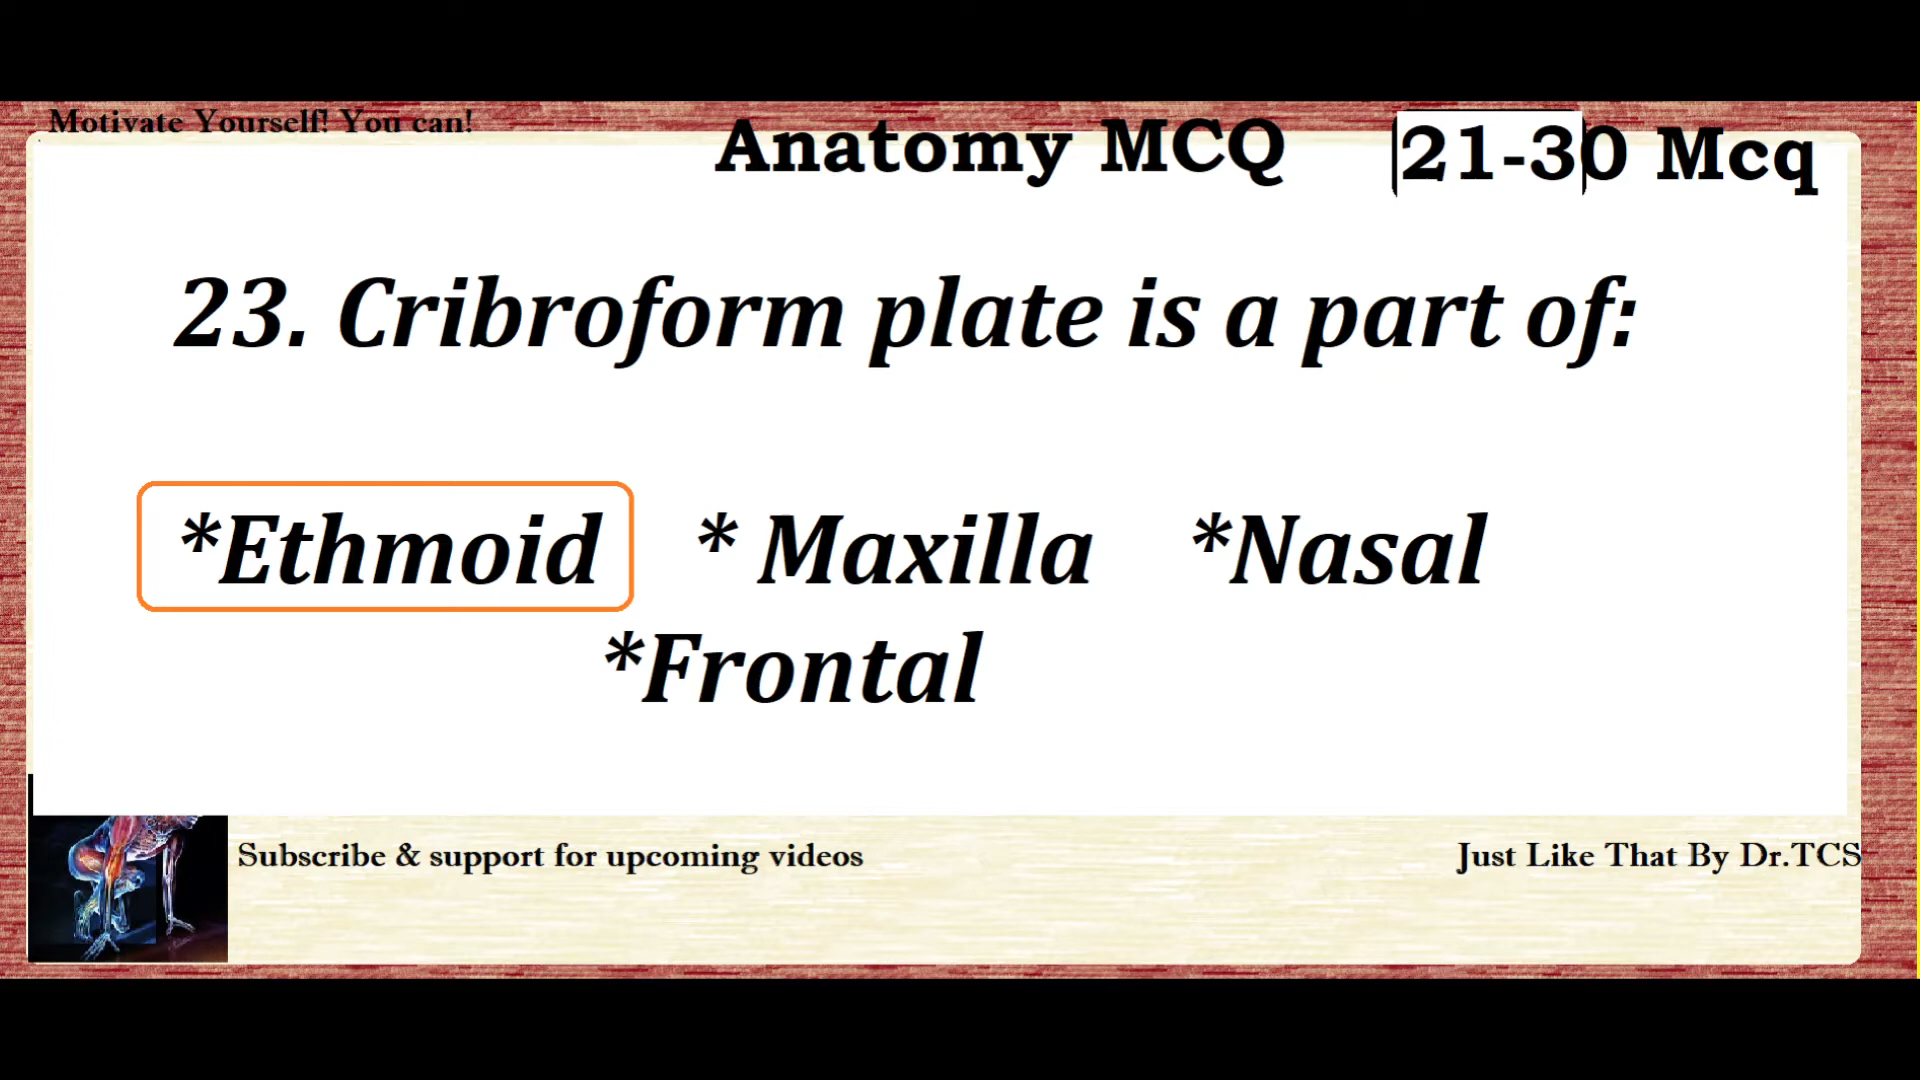 Motivate Yourself! You can!
Anatomy MCQ 21-30 Mcq
23. Cribroform plate is a part of:
*Ethmoid * Maxilla *Nasal
*Frontal
Subscribe & support for upcoming videos Just Like That By Dr.TCS